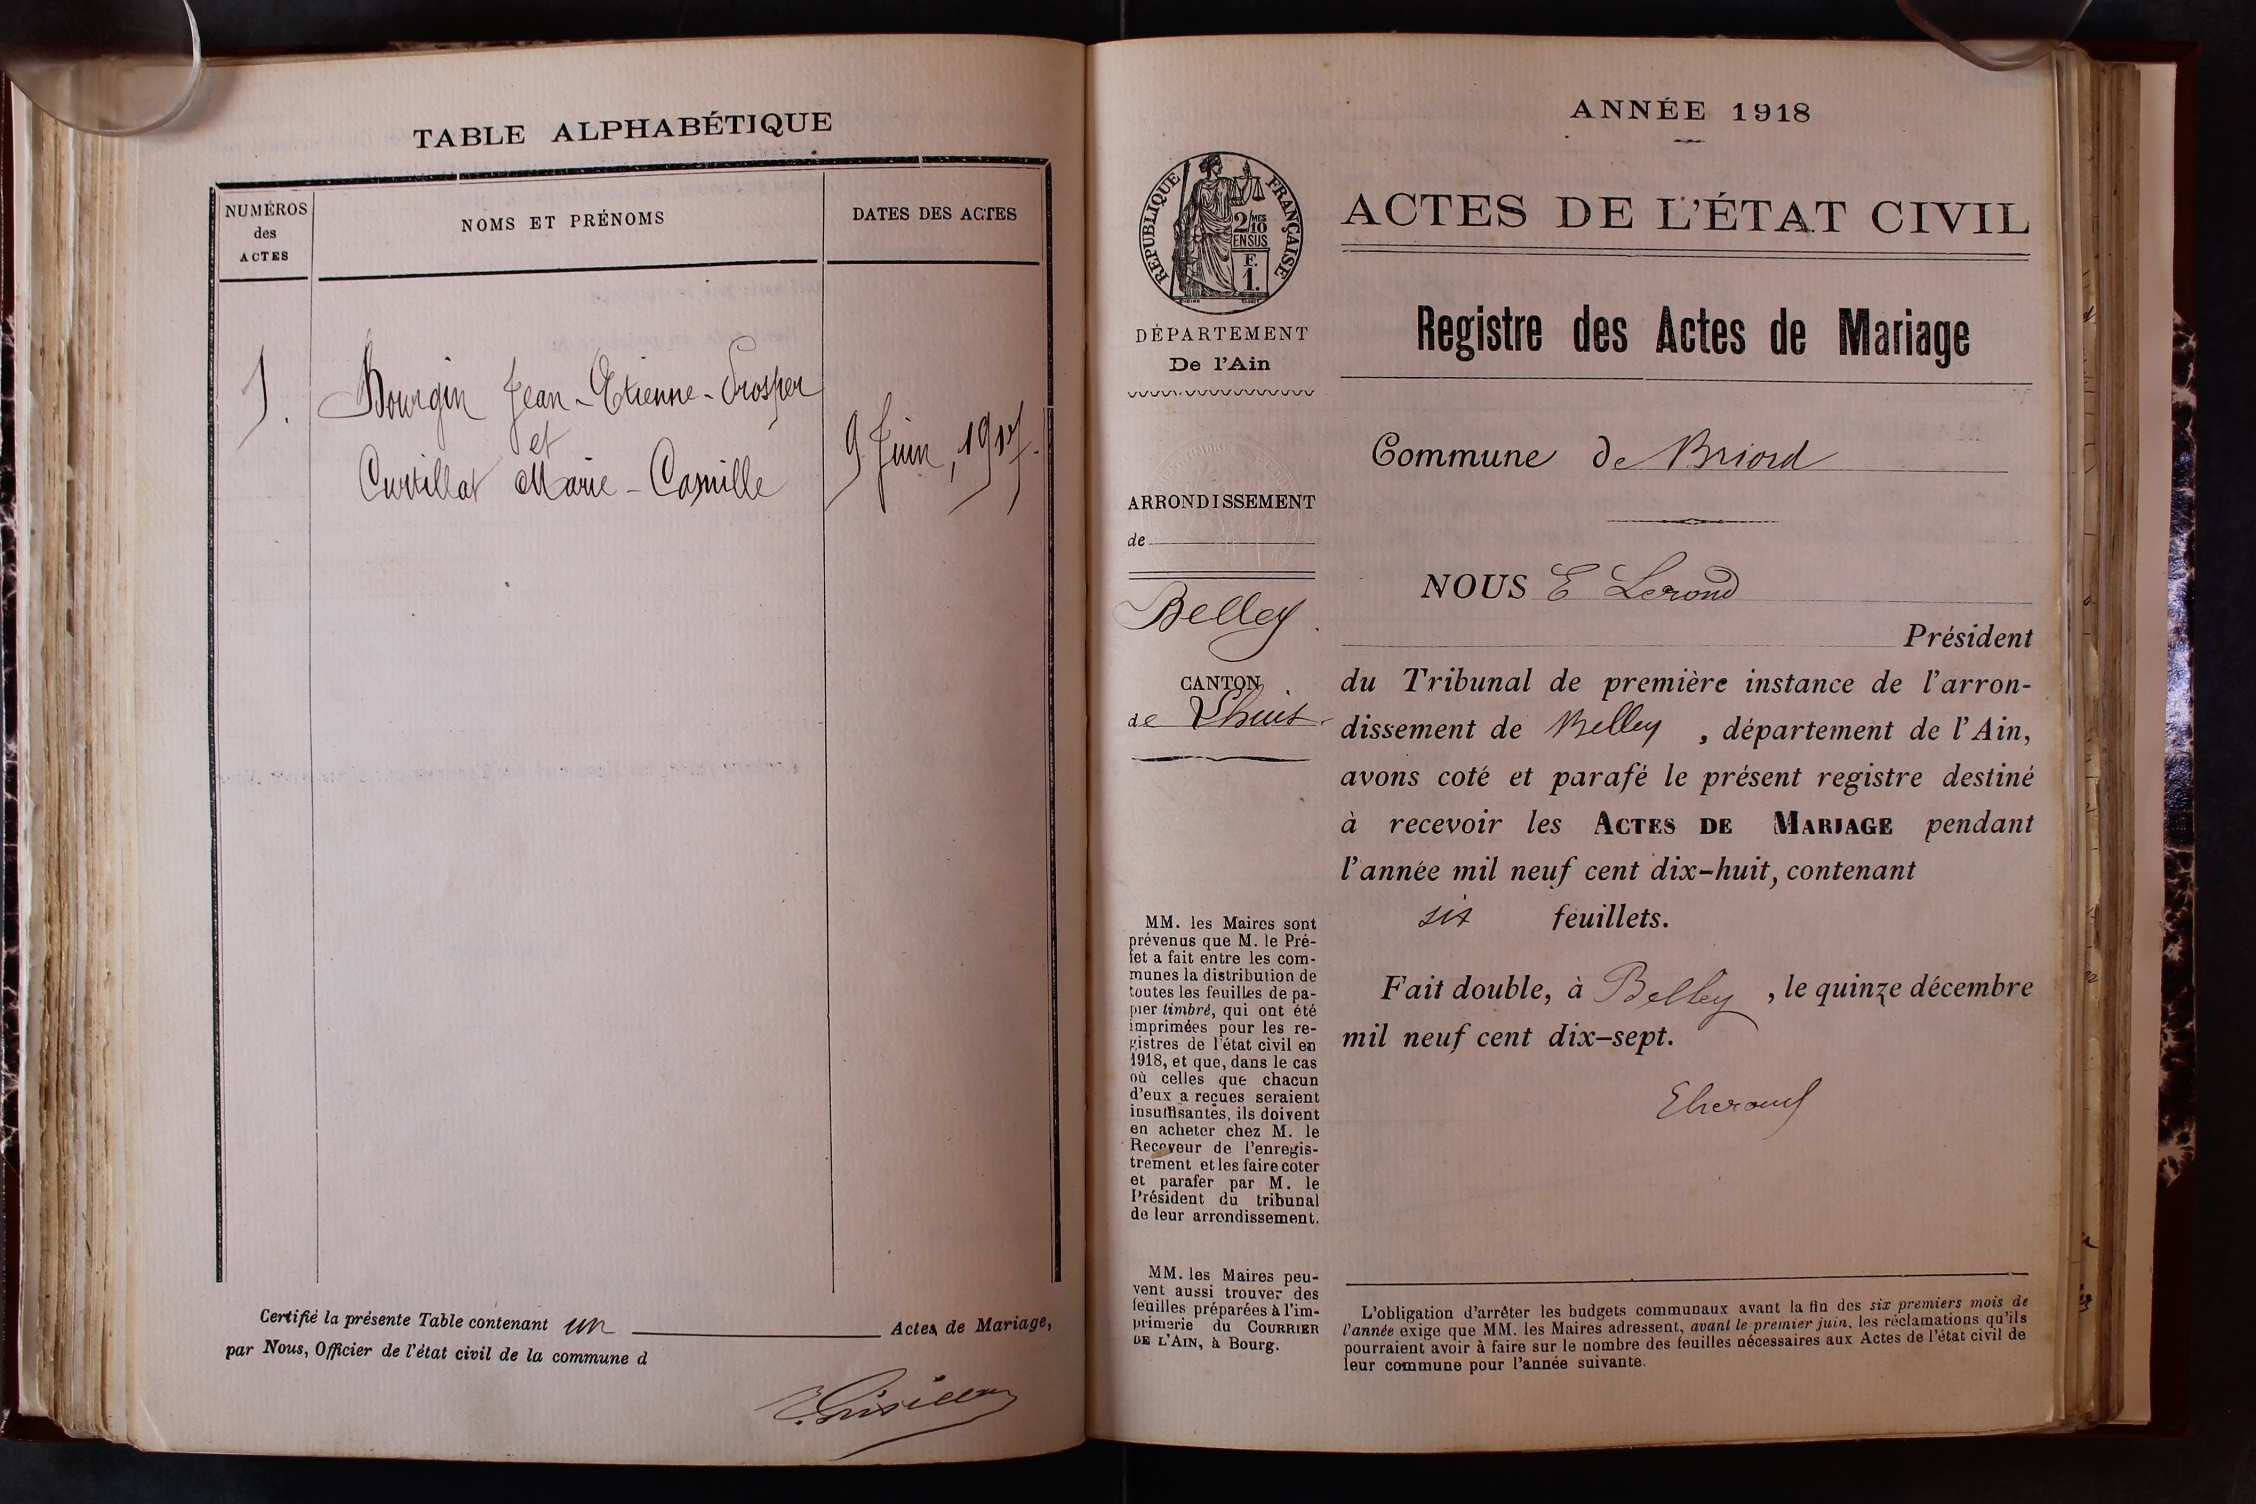 TABLE ALPHABÉTIQUE
NUMÉROS
des
ACTES
NOMS ET PRÉNOMS
DATES DES ACTES
1.
Bourgin Jean-Etienne-Prosper
et
Curtillat Marie-Camille
9 Juin, 1917.
Certifié la présente Table contenant un Actes de Mariage,
par Nous, Officier de l'état civil de la commune d
ANNÉE 1918
RÉPUBLIQUE FRANÇAISE
2/10 MES
EN SUS
F.
1.
DÉPARTEMENT
De l'Ain
ARRONDISSEMENT
de
Belley.
CANTON
de Lhuis
MM. les Maires sont
prévenus que M. le Pré-
fet a fait entre les com-
munes la distribution de
toutes les feuilles de pa-
pier timbré, qui ont été
imprimées pour les re-
gistres de l'état civil en
1918, et que, dans le cas
où celles que chacun
d'eux a reçues seraient
insuffisantes, ils doivent
en acheter chez M. le
Receveur de l'enregis-
trement et les faire coter
et parafer par M. le
Président du tribunal
de leur arrondissement.
MM. les Maires peu-
vent aussi trouver des
feuilles préparées à l'im-
primerie du COURRIER
DE L'AIN, à Bourg.
ACTES DE L'ÉTAT CIVIL
Registre des Actes de Mariage
Commune de Briord
NOUS E Lerond
Président
du Tribunal de première instance de l'arron-
dissement de Belley, département de l'Ain,
avons coté et parafé le présent registre destiné
à recevoir les ACTES DE MARIAGE pendant
l'année mil neuf cent dix-huit, contenant
six feuillets.
Fait double, à Belley, le quinze décembre
mil neuf cent dix-sept.
L'obligation d'arrêter les budgets communaux avant la fin des six premiers mois de
l'année exige que MM. les Maires adressent, avant le premier juin, les réclamations qu'ils
pourraient avoir à faire sur le nombre des feuilles nécessaires aux Actes de l'état civil de
leur commune pour l'année suivante.